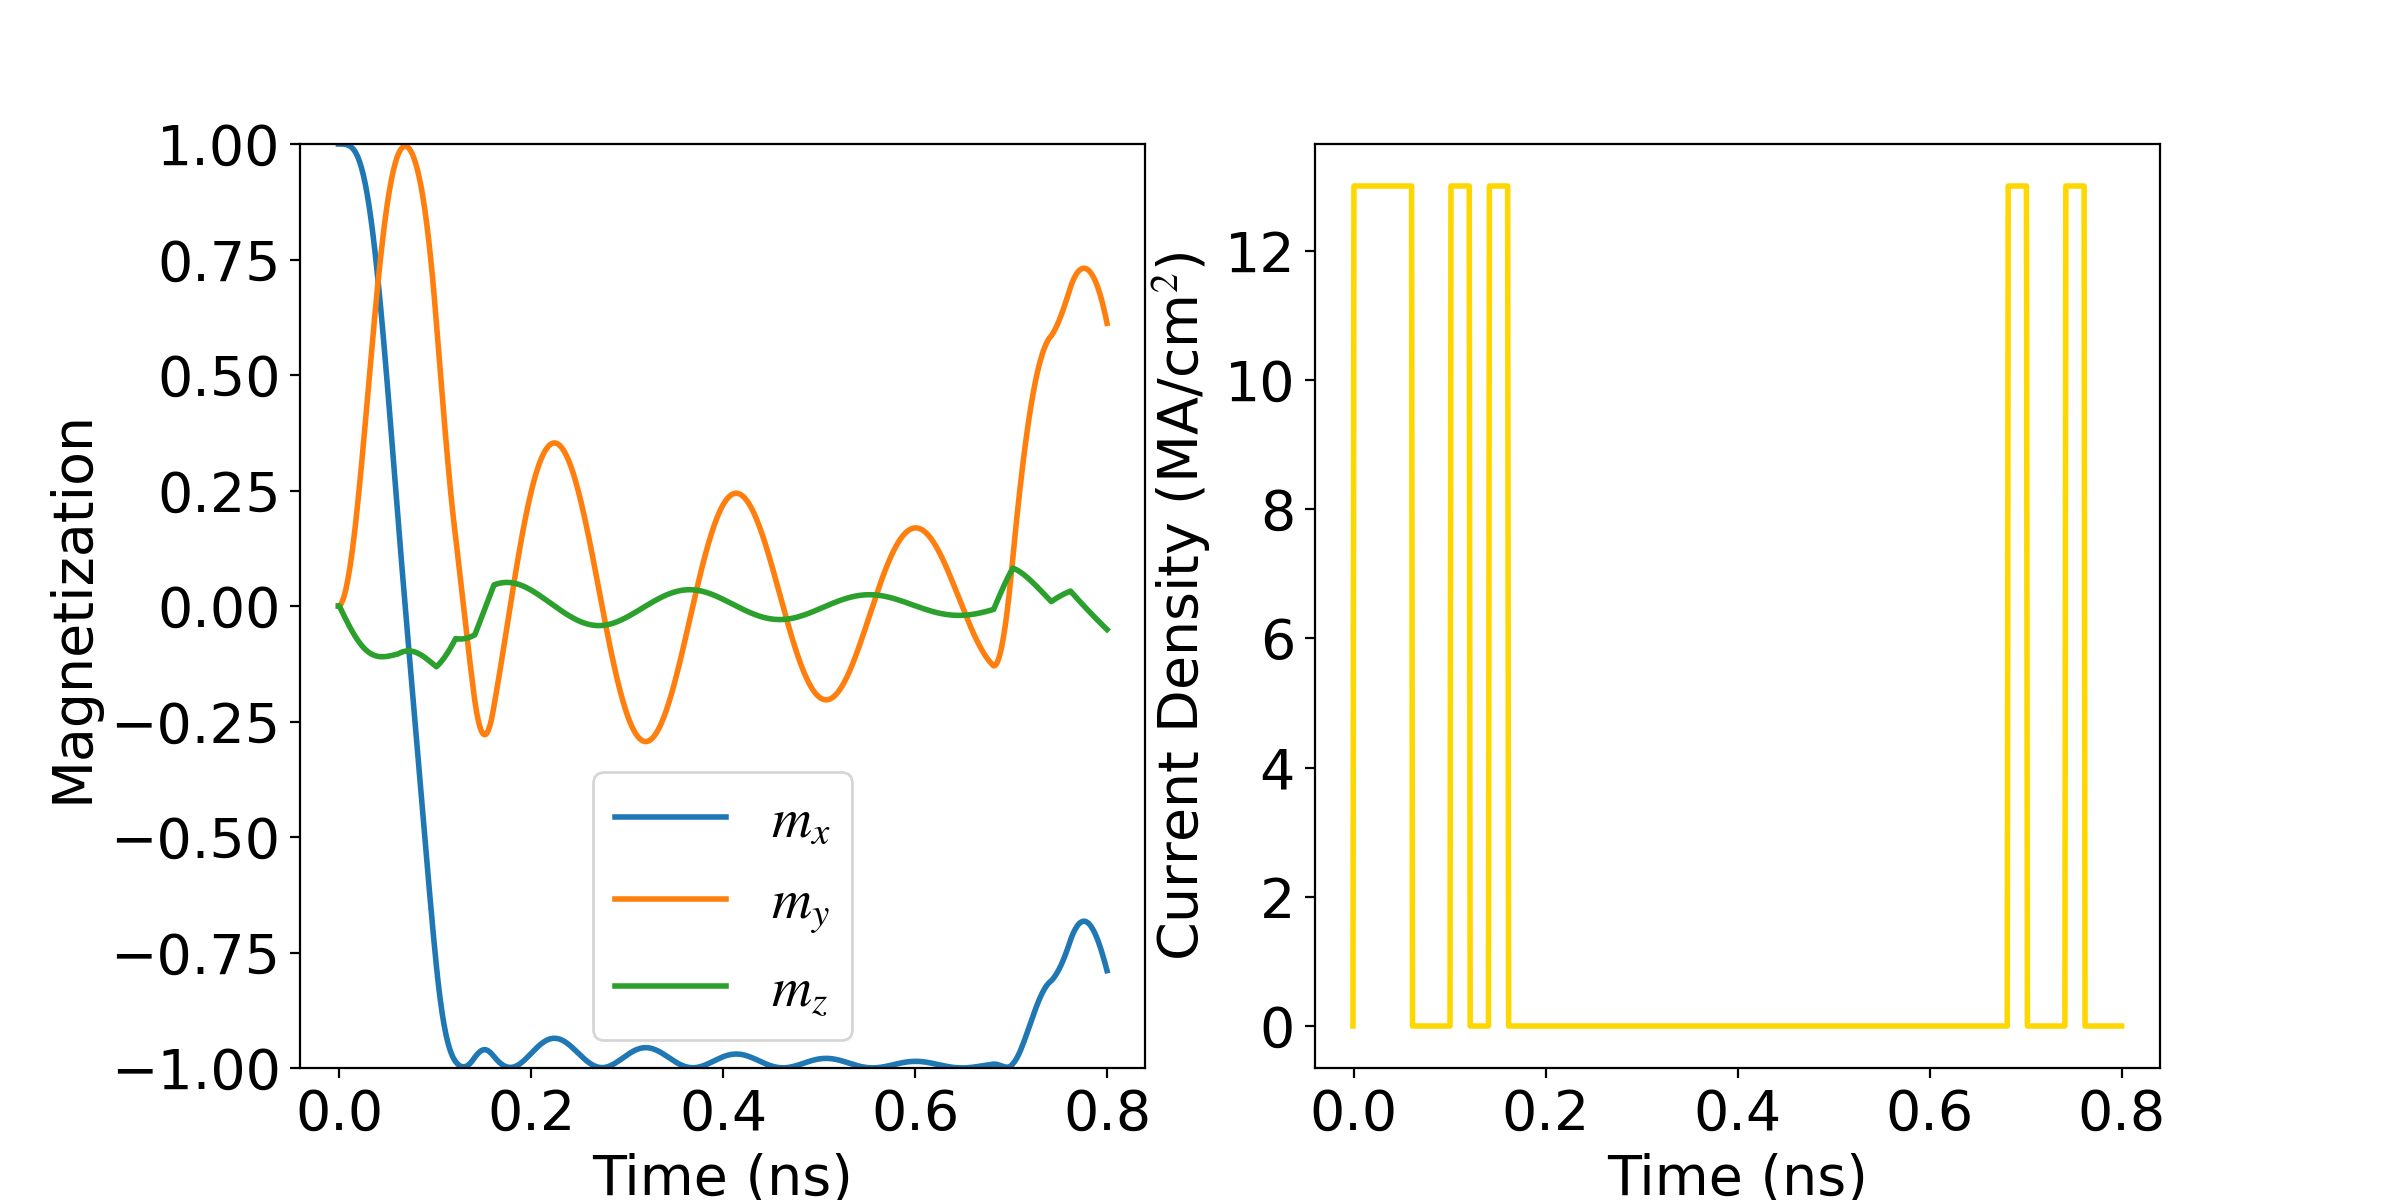 Magnetization
1.00
0.75
0.50
0.25
0.00
−0.25
−0.50
−0.75
−1.00
0.0 0.2 0.4 0.6 0.8
Time (ns)
m_x
m_y
m_z
Current Density (MA/cm²)
12
10
8
6
4
2
0
0.0 0.2 0.4 0.6 0.8
Time (ns)